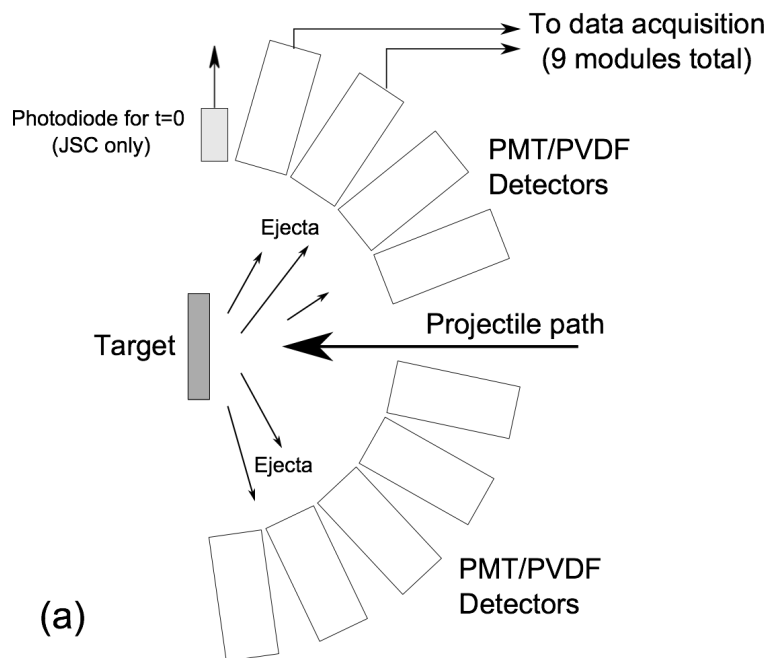 To data acquisition
(9 modules total)
Photodiode for t=0
(JSC only)
PMT/PVDF
Detectors
Ejecta
Projectile path
Target
Ejecta
PMT/PVDF
Detectors
(a)